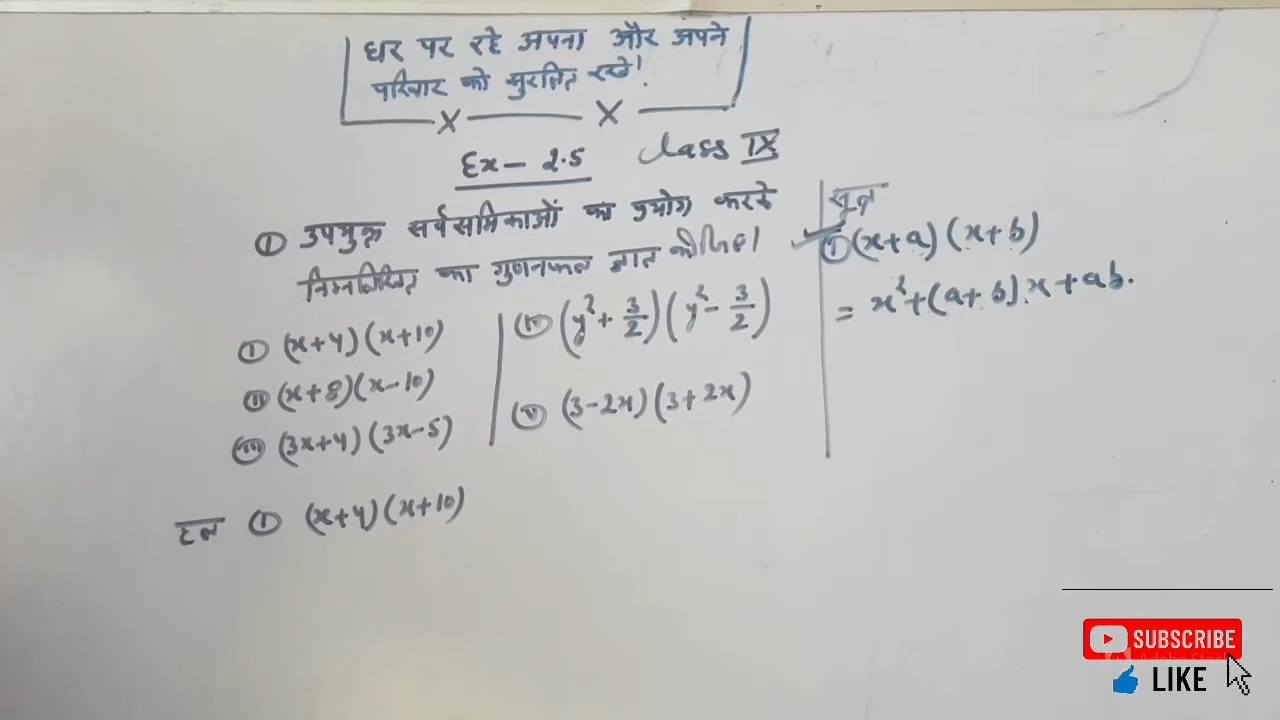 घर पर रहे अपना और अपने
परिवार को सुरक्षित रखे!
Ex - 2.5 Class IX
① उपयुक्त सर्वसमिकाओं का प्रयोग करके
निम्नलिखित का गुणनफल ज्ञात कीजिए।
(i) (x+4)(x+10)
(ii) (x+8)(x-10)
(iii) (3x+4)(3x-5)
(iv) (y²+3/2)(y²-3/2)
(v) (3-2x)(3+2x)
सूत्र
① (x+a)(x+b)
= x²+(a+b).x+ab.
हल ① (x+4)(x+10)
SUBSCRIBE
LIKE